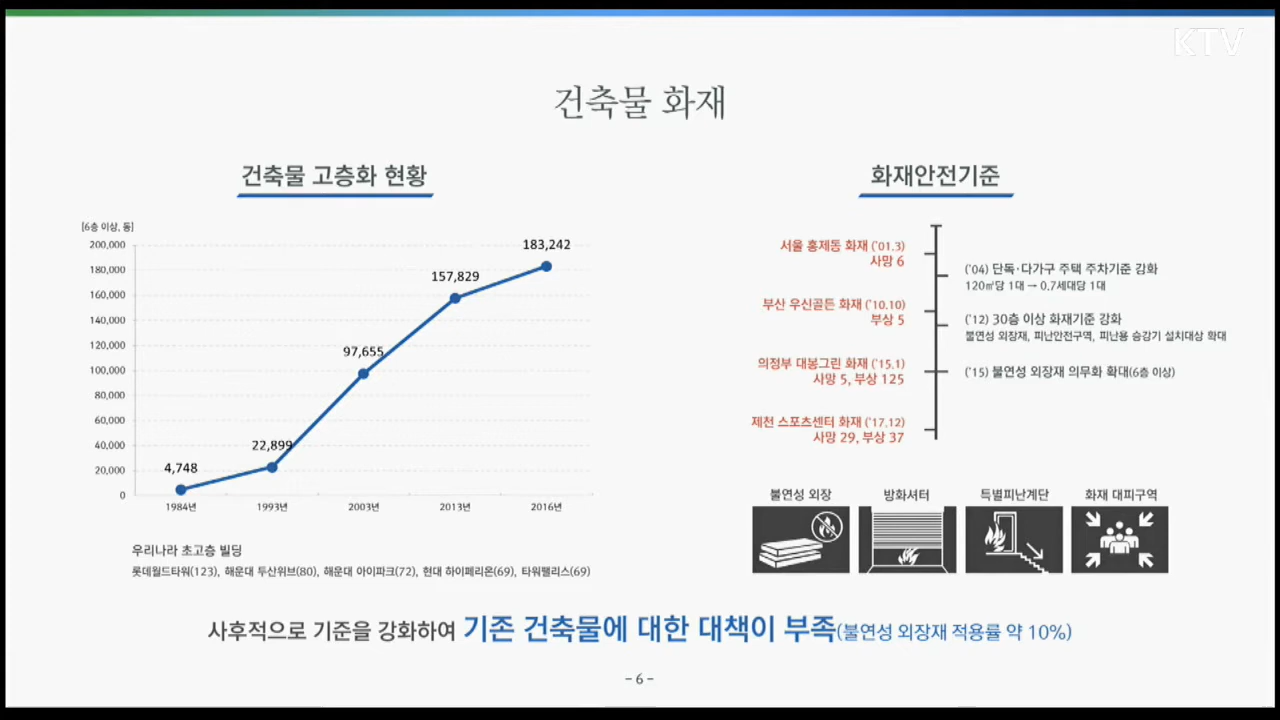 KTV
건축물 화재
건축물 고층화 현황
[6층 이상, 동]
200,000
180,000
160,000
140,000
120,000
100,000
80,000
60,000
40,000
20,000
0
4,748
22,899
97,655
157,829
183,242
1984년
1993년
2003년
2013년
2016년
우리나라 초고층 빌딩
롯데월드타워(123), 해운대 두산위브(80), 해운대 아이파크(72), 현대 하이페리온(69), 타워팰리스(69)
화재안전기준
서울 홍제동 화재 ('01.3)
사망 6
('04) 단독·다가구 주택 주차기준 강화
120㎡당 1대 → 0.7세대당 1대
부산 우신골든 화재 ('10.10)
부상 5
('12) 30층 이상 화재기준 강화
불연성 외장재, 피난안전구역, 피난용 승강기 설치대상 확대
의정부 대봉그린 화재 ('15.1)
사망 5, 부상 125
('15) 불연성 외장재 의무화 확대(6층 이상)
제천 스포츠센터 화재 ('17.12)
사망 29, 부상 37
불연성 외장
방화셔터
특별피난계단
화재 대피구역
사후적으로 기준을 강화하여 기존 건축물에 대한 대책이 부족(불연성 외장재 적용률 약 10%)
- 6 -